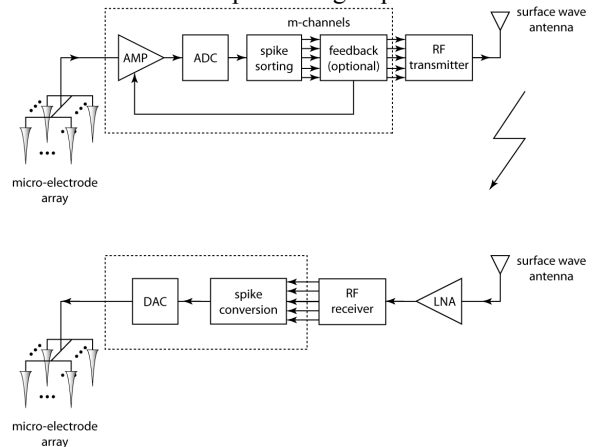 m-channels
surface wave
antenna
AMP
ADC
spike
sorting
feedback
(optional)
RF
transmitter
micro-electrode
array
surface wave
antenna
DAC
spike
conversion
RF
receiver
LNA
micro-electrode
array